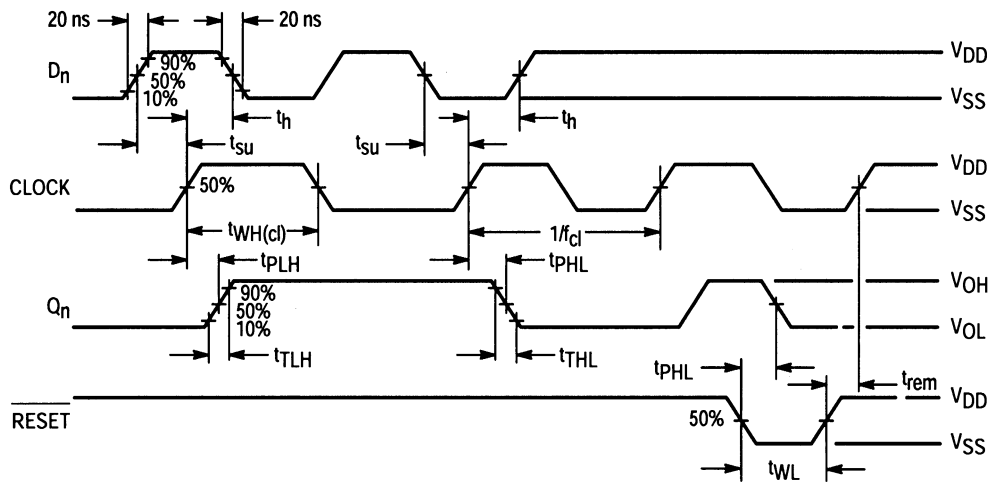 20 ns 20 ns
Dn 90% 50% 10% VDD VSS
th th
tsu tsu
CLOCK 50% VDD VSS
tWH(cl) 1/fcl
tPLH tPHL
Qn 90% 50% 10% VOH VOL
tTLH tTHL
tPHL trem
RESET 50% VDD VSS
tWL